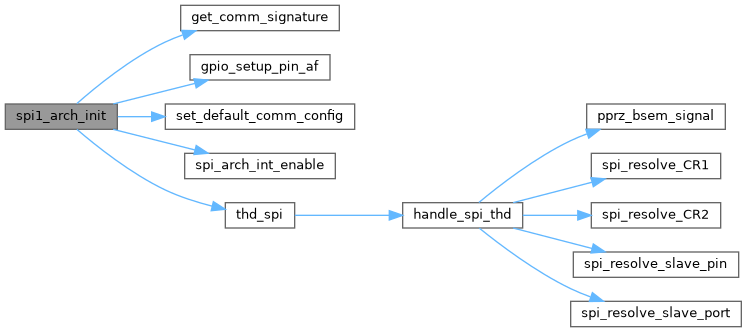 get_comm_signature
gpio_setup_pin_af
spi1_arch_init
set_default_comm_config
spi_arch_int_enable
thd_spi
handle_spi_thd
pprz_bsem_signal
spi_resolve_CR1
spi_resolve_CR2
spi_resolve_slave_pin
spi_resolve_slave_port